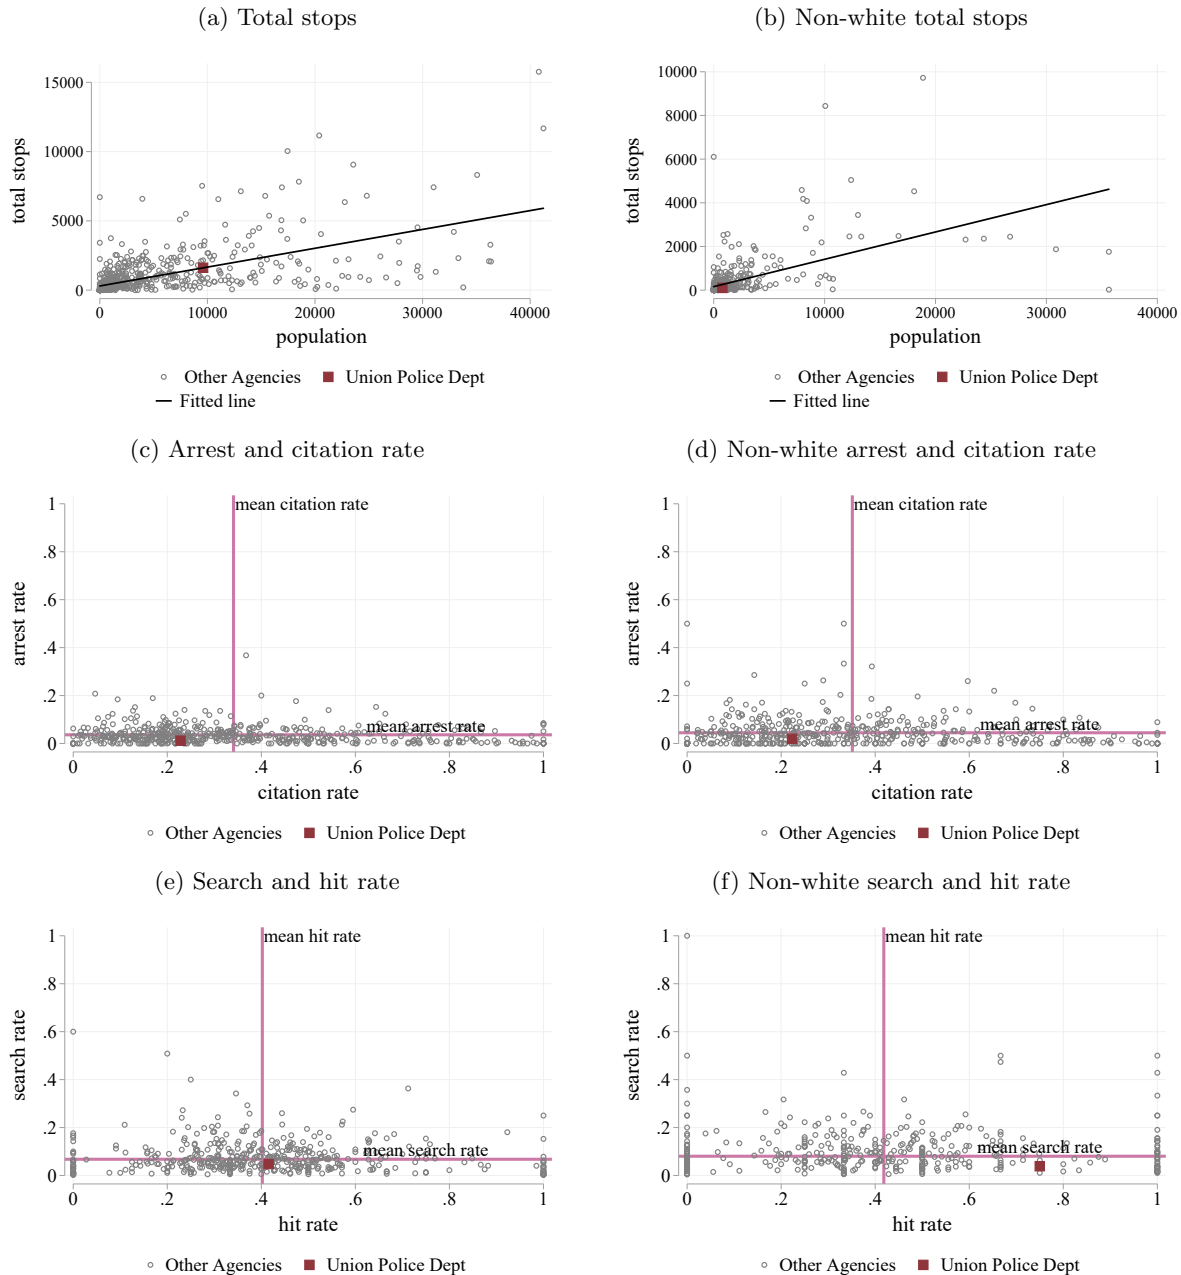 (a) Total stops
(b) Non-white total stops
15000
10000
5000
0
total stops
0 10000 20000 30000 40000
population
Other Agencies Union Police Dept
Fitted line
10000
8000
6000
4000
2000
0
total stops
0 10000 20000 30000 40000
population
Other Agencies Union Police Dept
Fitted line
(c) Arrest and citation rate
(d) Non-white arrest and citation rate
1
.8
.6
.4
.2
0
arrest rate
mean citation rate
mean arrest rate
0 .2 .4 .6 .8 1
citation rate
Other Agencies Union Police Dept
1
.8
.6
.4
.2
0
arrest rate
mean citation rate
mean arrest rate
0 .2 .4 .6 .8 1
citation rate
Other Agencies Union Police Dept
(e) Search and hit rate
(f) Non-white search and hit rate
1
.8
.6
.4
.2
0
search rate
mean hit rate
mean search rate
0 .2 .4 .6 .8 1
hit rate
Other Agencies Union Police Dept
1
.8
.6
.4
.2
0
search rate
mean hit rate
mean search rate
0 .2 .4 .6 .8 1
hit rate
Other Agencies Union Police Dept